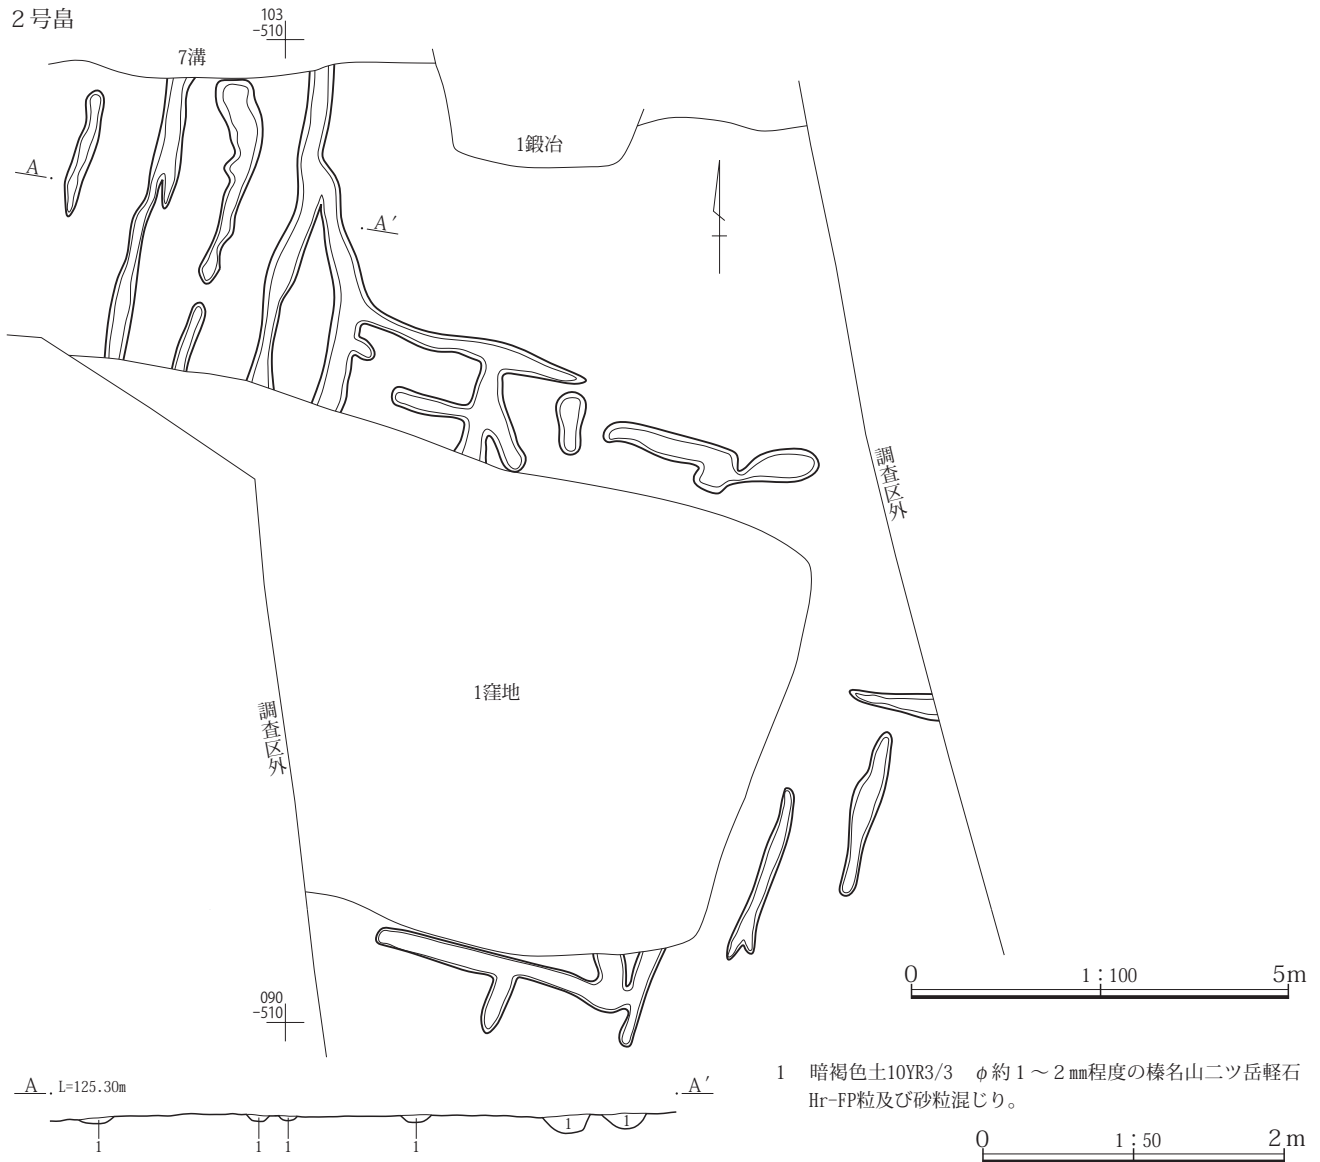 ２号畠
103
-510
7溝
1鍛冶
A
A′
調査区外
1窪地
調査区外
0
1：100
5m
090
-510
A
L=125.30m
A′
1
1
1
1
1
1
1　暗褐色土10YR3/3　φ約１～２㎜程度の榛名山二ツ岳軽石
Hr-FP粒及び砂粒混じり。
0
1：50
2m